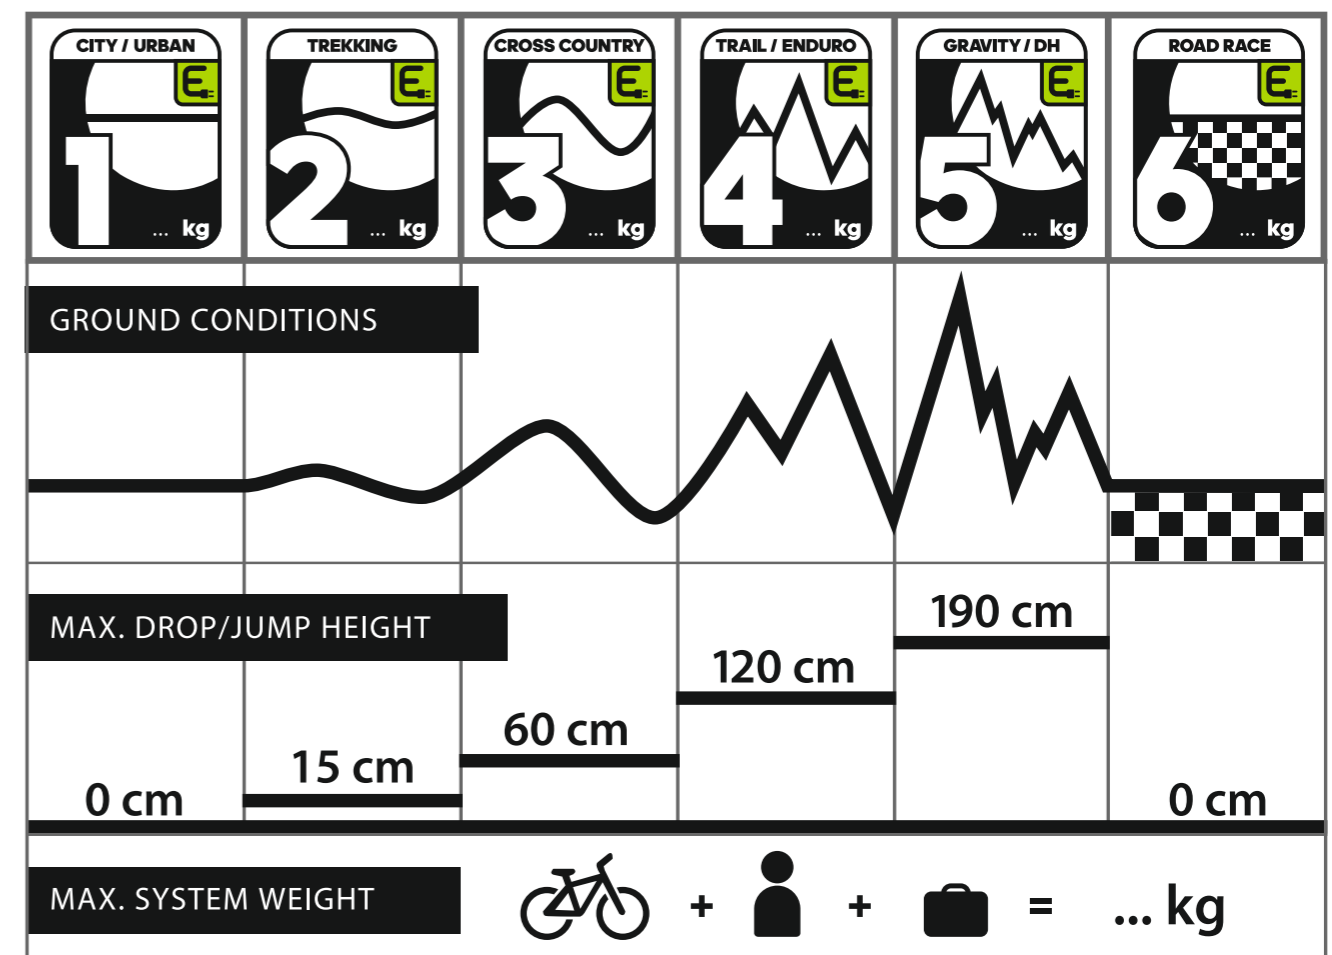 CITY / URBAN
E
1
... kg
TREKKING
E
2
... kg
CROSS COUNTRY
E
3
... kg
TRAIL / ENDURO
E
4
... kg
GRAVITY / DH
E
5
... kg
ROAD RACE
E
6
... kg
GROUND CONDITIONS
MAX. DROP/JUMP HEIGHT
0 cm
15 cm
60 cm
120 cm
190 cm
0 cm
MAX. SYSTEM WEIGHT
+ + = ... kg